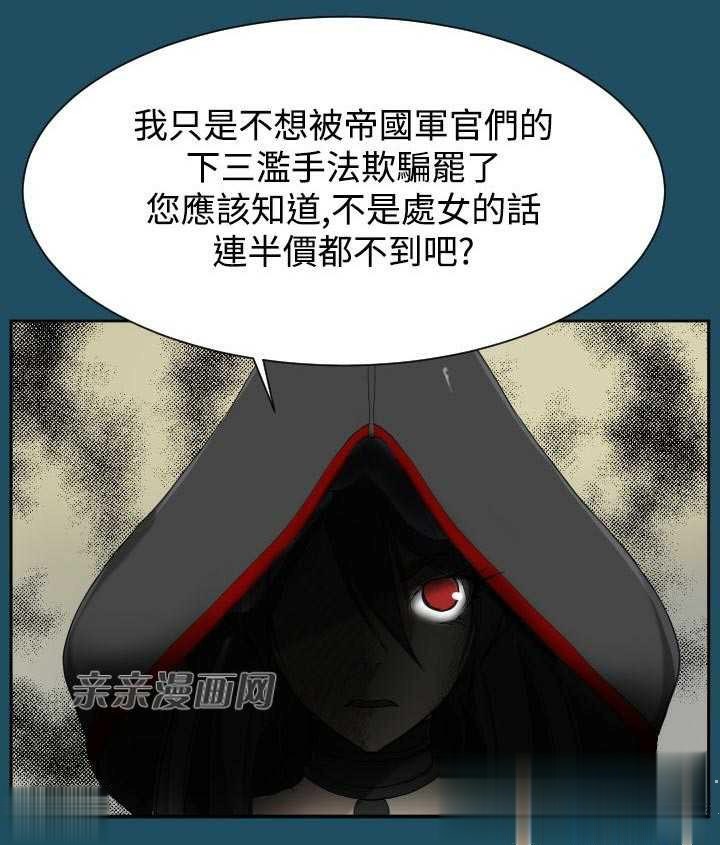 我只是不想被帝國軍官們的
下三濫手法欺騙罷了
您應該知道,不是處女的話
連半價都不到吧?
亲亲漫画网